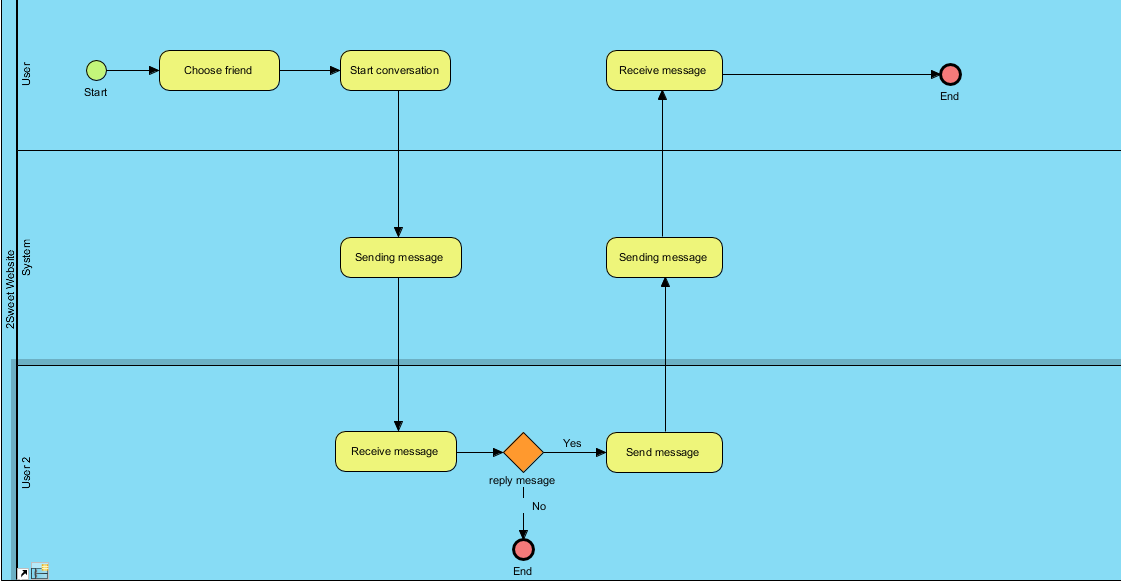 2Sweet Website
User
Start
Choose friend
Start conversation
Receive message
End
System
Sending message
Sending message
User 2
Receive message
reply mesage
Yes
Send message
No
End